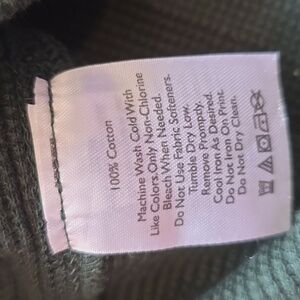 100% Cotton
Machine Wash Cold With
Like Colors.Only Non-Chlorine
Bleach When Needed.
Do Not Use Fabric Softeners.
Tumble Dry Low.
Remove Promptly.
Cool Iron As Desired.
Do Not Iron On Print.
Do Not Dry Clean.